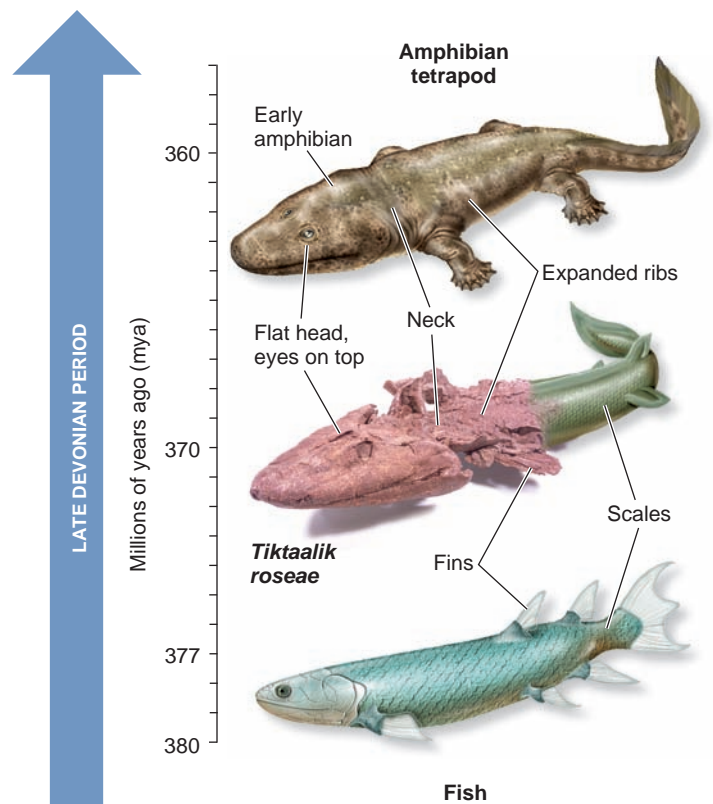 Amphibian
tetrapod
Early
amphibian
360
Expanded ribs
Neck
Flat head,
eyes on top
LATE DEVONIAN PERIOD
Millions of years ago (mya)
370
Scales
Tiktaalik
roseae
Fins
377
380
Fish